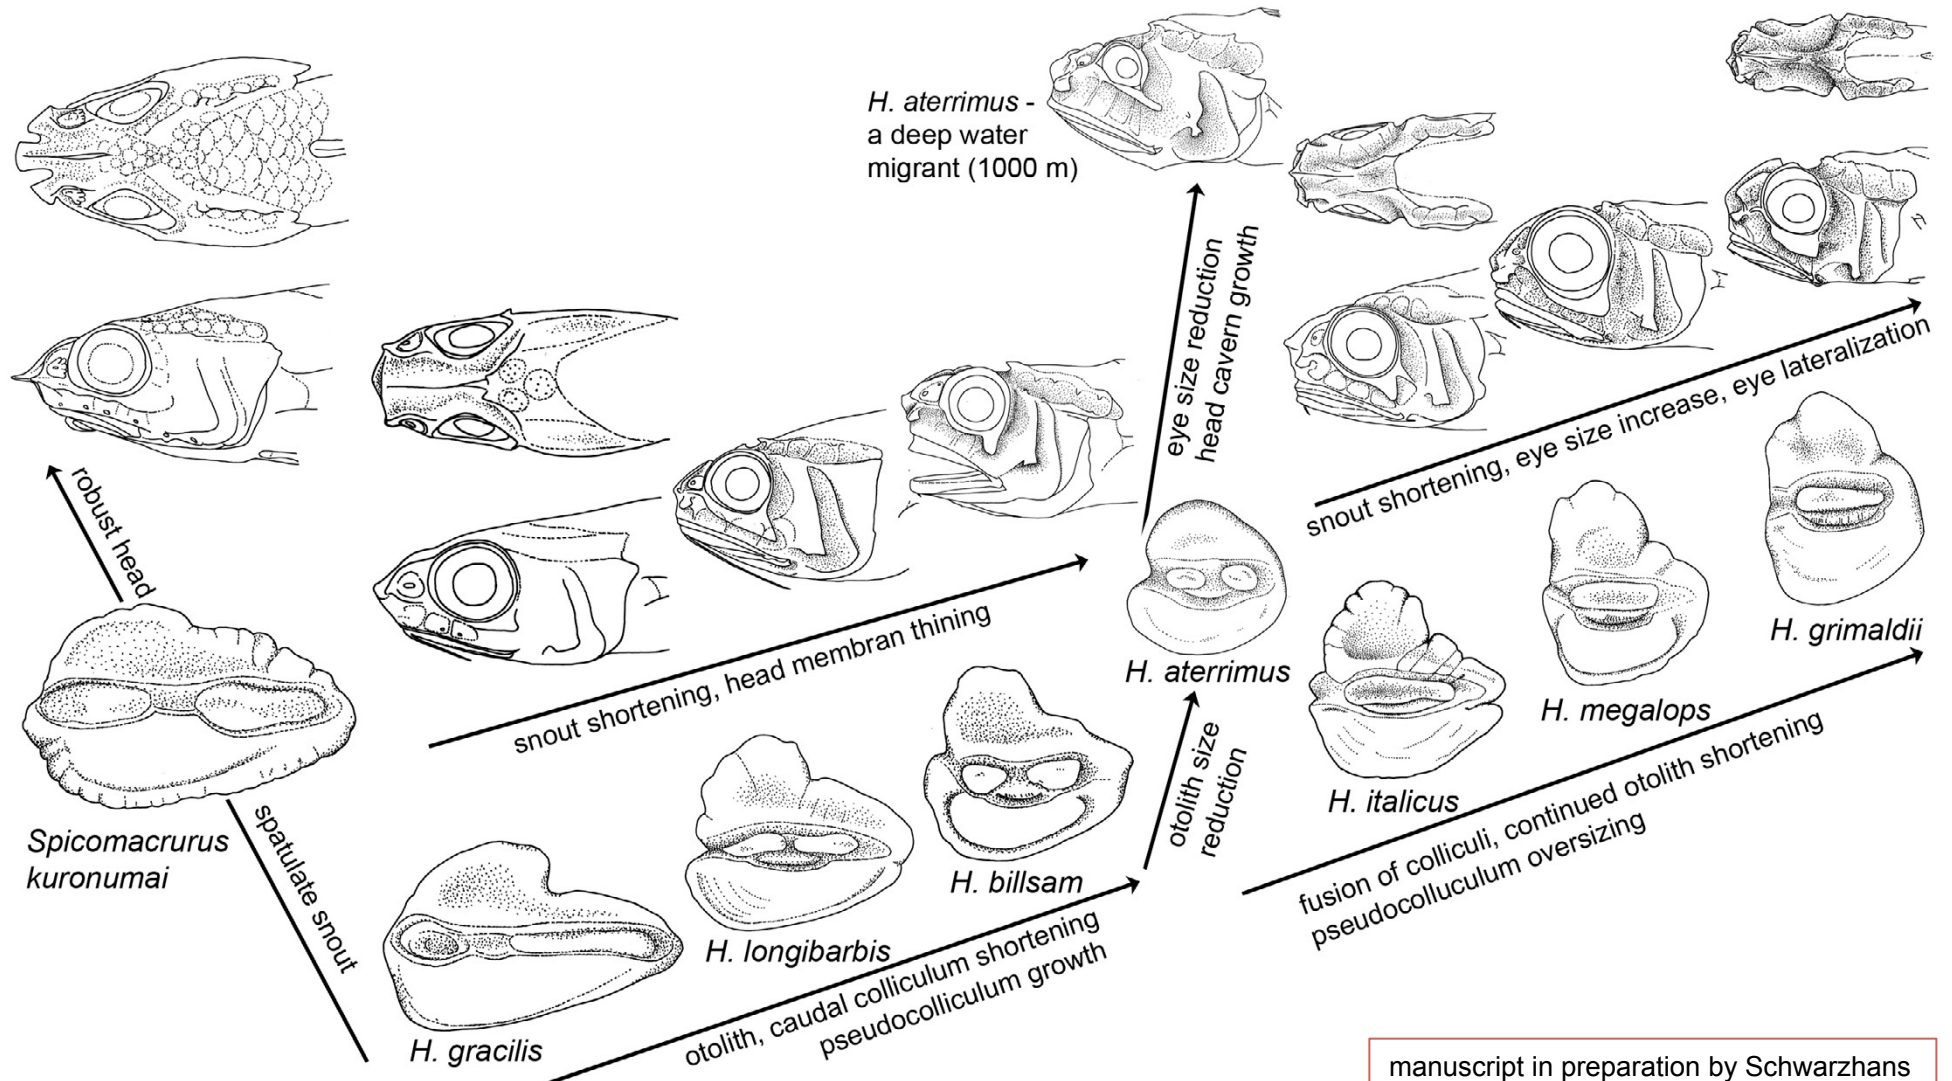 H. aterrimus -
a deep water
migrant (1000 m)
eye size reduction
head cavern growth
snout shortening, eye size increase, eye lateralization
robust head
snout shortening, head membran thining
H. grimaldii
H. aterrimus
H. megalops
otolith size
reduction
H. italicus
fusion of colliculi, continued otolith shortening
pseudocolluculum oversizing
Spicomacrurus
kuronumai
spatulate snout
H. billsam
H. longibarbis
otolith, caudal colliculum shortening
pseudocolliculum growth
H. gracilis
manuscript in preparation by Schwarzhans